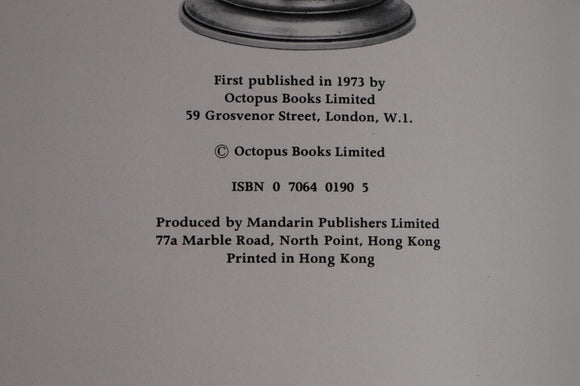 First published in 1973 by
Octopus Books Limited
59 Grosvenor Street, London, W.1.
© Octopus Books Limited
ISBN 0 7064 0190 5
Produced by Mandarin Publishers Limited
77a Marble Road, North Point, Hong Kong
Printed in Hong Kong